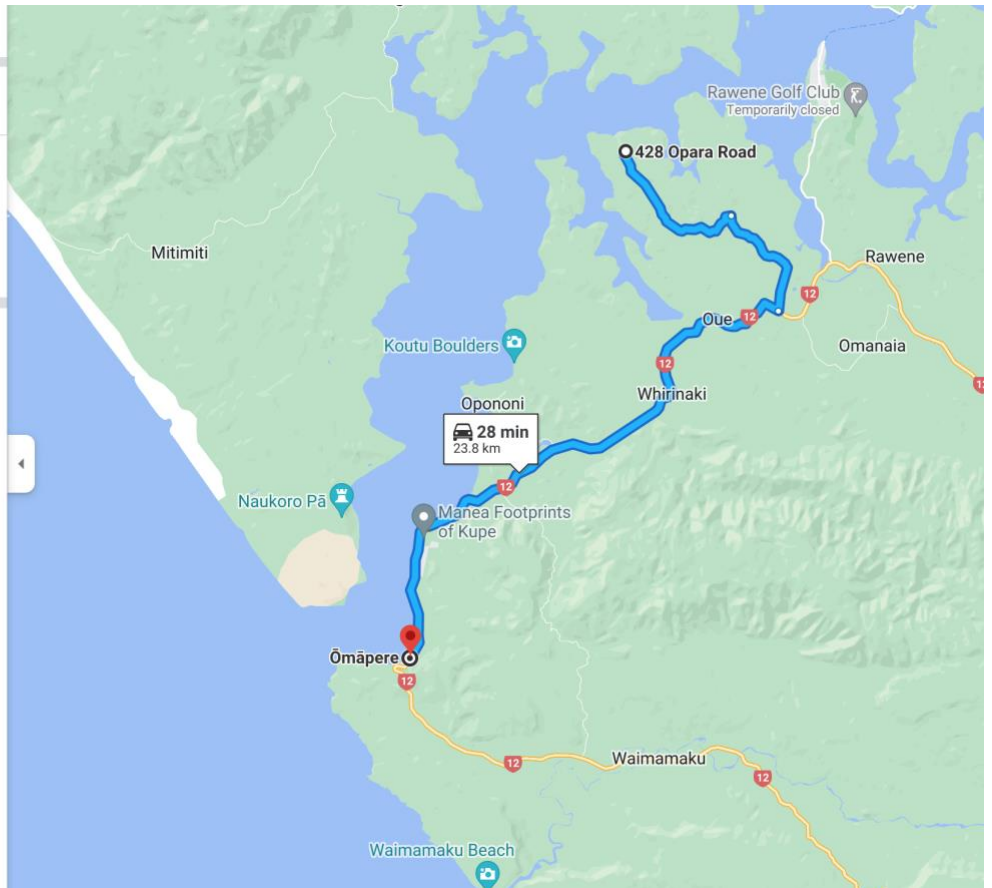 Rawene Golf Club
Temporarily closed
428 Opara Road
Mitimiti
Rawene
12
Oue
12
Koutu Boulders
Omanaia
12
12
Whirinaki
Opononi
28 min
23.8 km
12
Naukoro Pā
Manea Footprints
of Kupe
Ōmāpere
12
Waimamaku
12
12
Waimamaku Beach